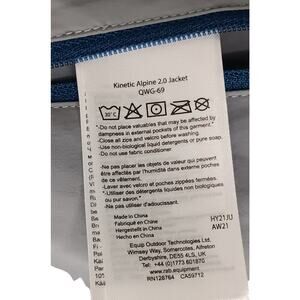 Kinetic Alpine 2.0 Jacket
QWG-69
30°C
-Do not place valuables that may be affected by
dampness in external pockets of this garment.
-Close all zips and velcro before washing.
-Use non-biological liquid detergents or pure soap.
-Do not use fabric conditioner.
-Ne pas placer les objets de valeur qui peuvent
être affectés par l'humidité dans externe poches
de ce vêtement.
-Laver avec velcro et poches zippées fermées.
-Utiliser des détergents liquides non biologiques
ou pur savon.
-Ne pas utiliser d'adoucissant.
Made in China
Fabriqué en Chine
Hergestellt in China
Hecho en China
HY21JU
AW21
Equip Outdoor Technologies Ltd.
Wimsey Way, Somercotes, Alfreton
Derbyshire, DE55 4LS, UK
Tel: +44 (0)1773 601870
www.rab.equipment
RN128764 CA59712